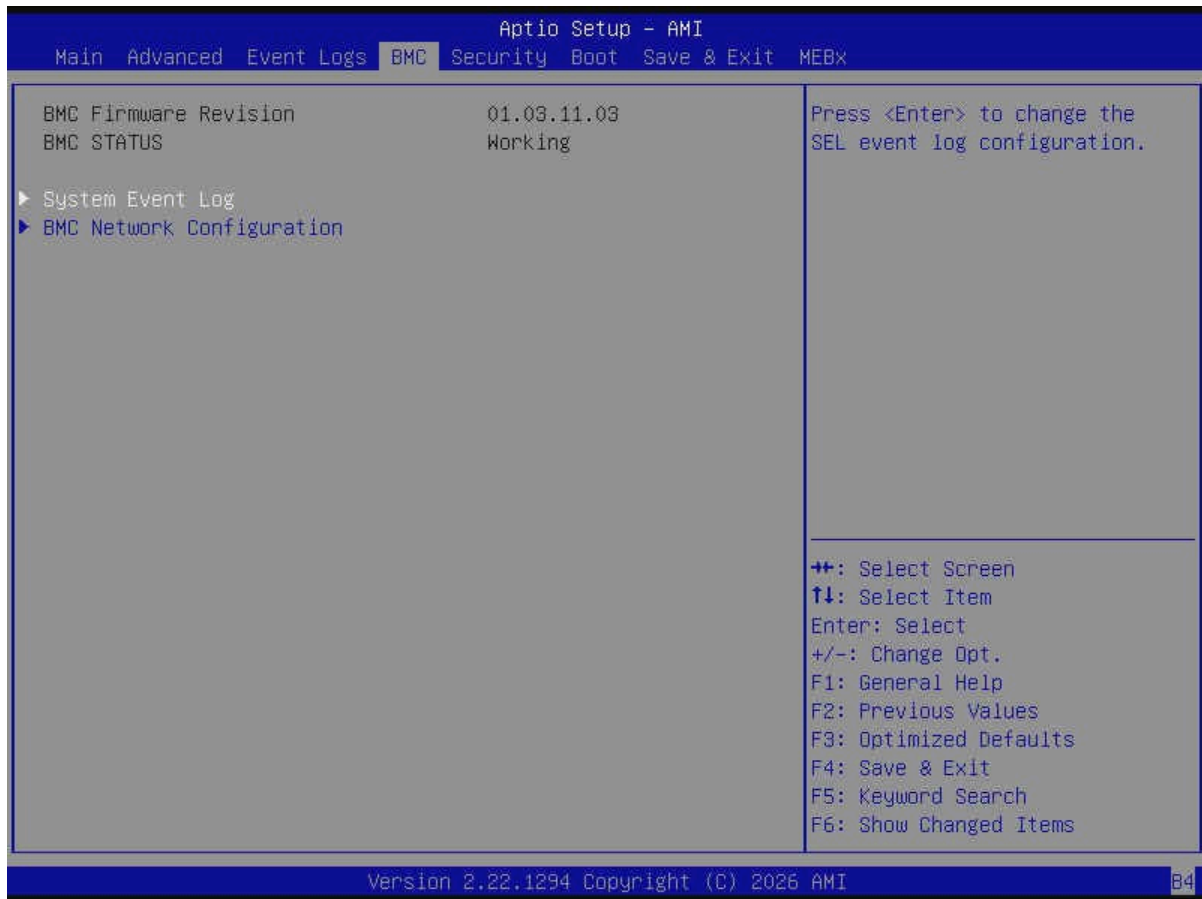 Aptio Setup - AMI
Main Advanced Event Logs BMC Security Boot Save & Exit MEBx
BMC Firmware Revision 01.03.11.03
BMC STATUS Working
System Event Log
BMC Network Configuration
Press <Enter> to change the
SEL event log configuration.
→←: Select Screen
↑↓: Select Item
Enter: Select
+/-: Change Opt.
F1: General Help
F2: Previous Values
F3: Optimized Defaults
F4: Save & Exit
F5: Keyword Search
F6: Show Changed Items
Version 2.22.1294 Copyright (C) 2026 AMI
B4